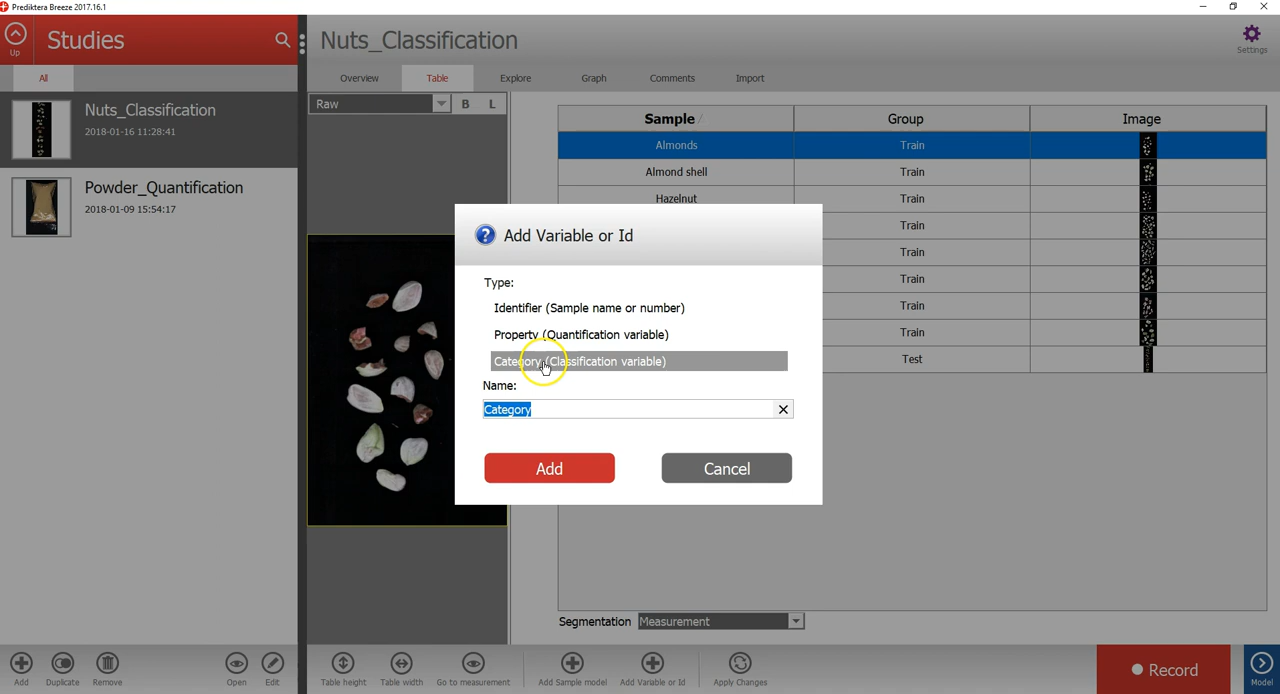 Prediktera Breeze 2017.16.1
Up
Studies
Nuts_Classification
Settings
All
Overview
Table
Explore
Graph
Comments
Import
Nuts_Classification
2018-01-16 11:28:41
Powder_Quantification
2018-01-09 15:54:17
Raw
B
L
Sample
Group
Image
Almonds
Train
Almond shell
Train
Hazelnut
Train
Train
Train
Train
Train
Train
Test
Add Variable or Id
Type:
Identifier (Sample name or number)
Property (Quantification variable)
Category (Classification variable)
Name:
Category
Add
Cancel
Segmentation
Measurement
Add
Duplicate
Remove
Open
Edit
Table height
Table width
Go to measurement
Add Sample model
Add Variable or Id
Apply Changes
Record
Model